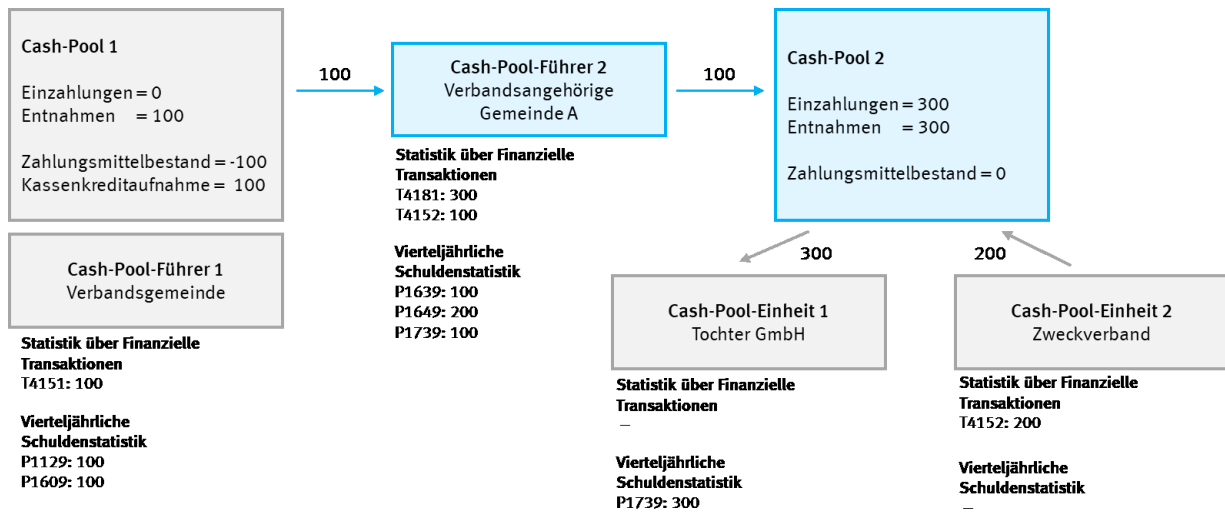 Cash-Pool 1
Einzahlungen = 0
Entnahmen = 100
Zahlungsmittelbestand = -100
Kassenkreditaufnahme = 100
Cash-Pool-Führer 1
Verbandsgemeinde
Statistik über Finanzielle
Transaktionen
T4151: 100
Vierteljährliche
Schuldenstatistik
P1129: 100
P1609: 100
100
Cash-Pool-Führer 2
Verbandsangehörige
Gemeinde A
Statistik über Finanzielle
Transaktionen
T4181: 300
T4152: 100
Vierteljährliche
Schuldenstatistik
P1639: 100
P1649: 200
P1739: 100
100
Cash-Pool 2
Einzahlungen = 300
Entnahmen = 300
Zahlungsmittelbestand = 0
300
200
Cash-Pool-Einheit 1
Tochter GmbH
Statistik über Finanzielle
Transaktionen
–
Vierteljährliche
Schuldenstatistik
P1739: 300
Cash-Pool-Einheit 2
Zweckverband
Statistik über Finanzielle
Transaktionen
T4152: 200
Vierteljährliche
Schuldenstatistik
–